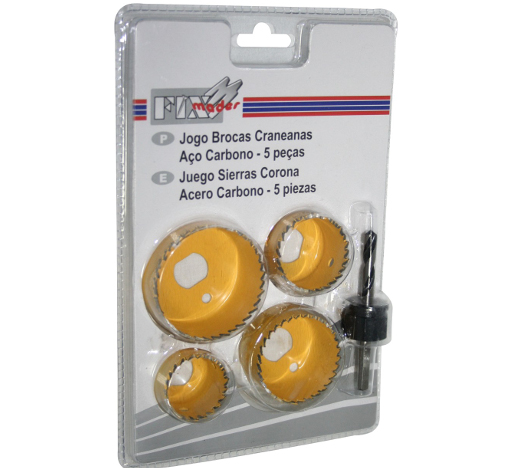 FIX
mader
P Jogo Brocas Craneanas
Aço Carbono - 5 peças
E Juego Sierras Corona
Acero Carbono - 5 piezas